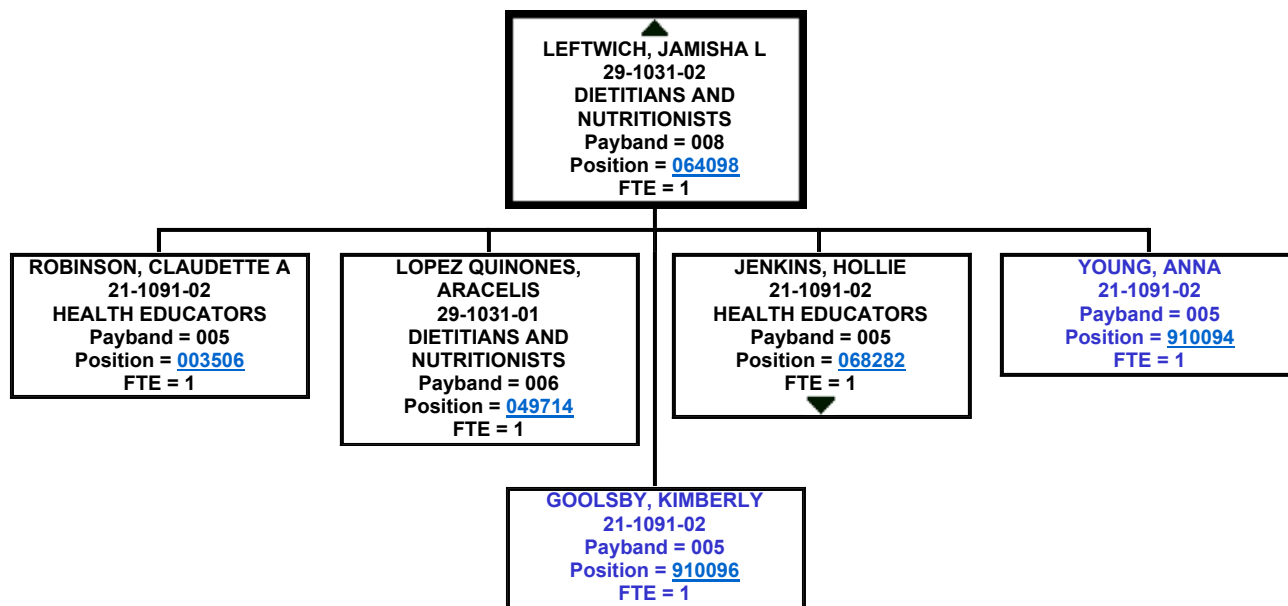 LEFTWICH, JAMISHA L
29-1031-02
DIETITIANS AND
NUTRITIONISTS
Payband = 008
Position = 064098
FTE = 1
ROBINSON, CLAUDETTE A
21-1091-02
HEALTH EDUCATORS
Payband = 005
Position = 003506
FTE = 1
LOPEZ QUINONES,
ARACELIS
29-1031-01
DIETITIANS AND
NUTRITIONISTS
Payband = 006
Position = 049714
FTE = 1
JENKINS, HOLLIE
21-1091-02
HEALTH EDUCATORS
Payband = 005
Position = 068282
FTE = 1
YOUNG, ANNA
21-1091-02
Payband = 005
Position = 910094
FTE = 1
GOOLSBY, KIMBERLY
21-1091-02
Payband = 005
Position = 910096
FTE = 1